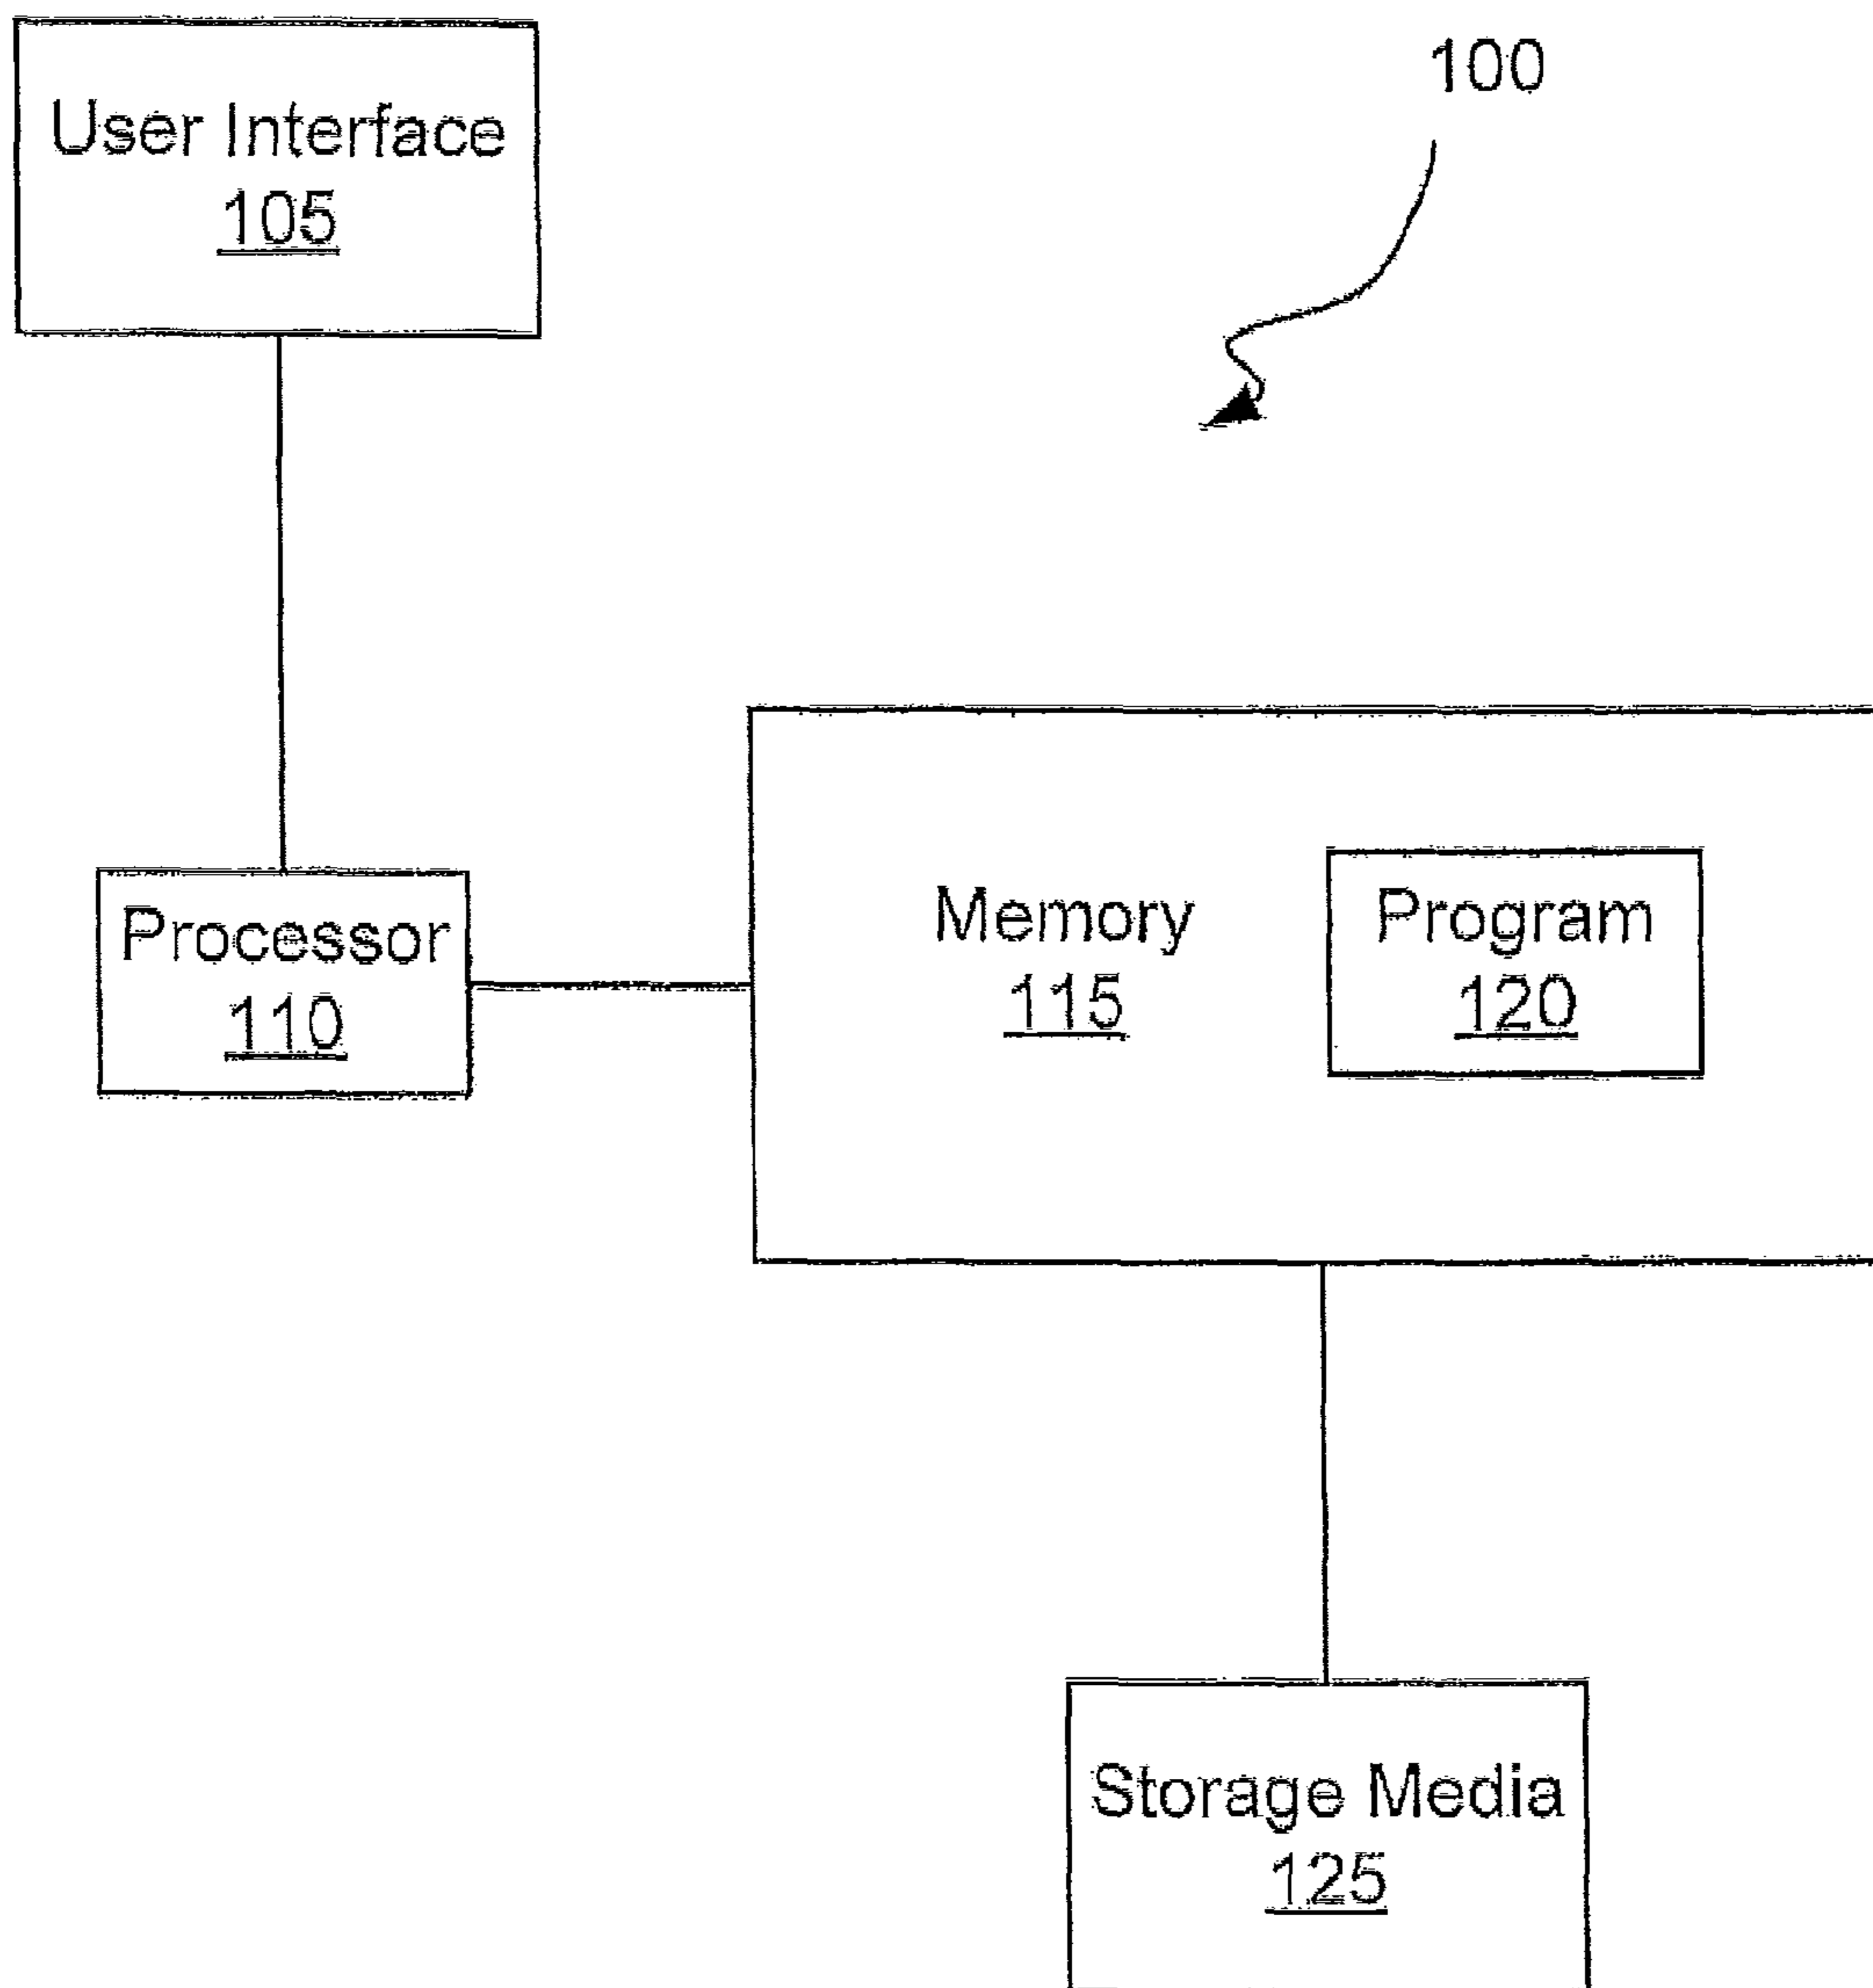 100
User Interface
105
Processor
110
Memory
115
Program
120
Storage Media
125